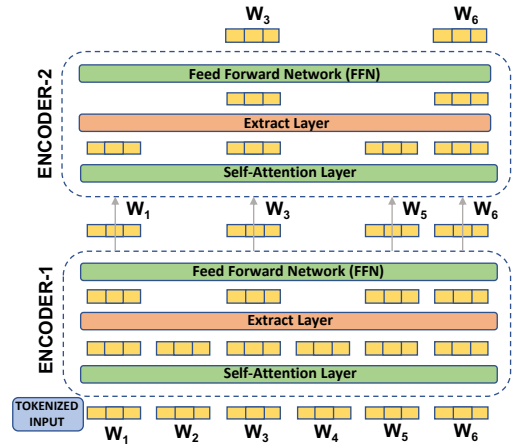 W3 W6
Feed Forward Network (FFN)
Extract Layer
Self-Attention Layer
ENCODER-2
W1 W3 W5 W6
Feed Forward Network (FFN)
Extract Layer
Self-Attention Layer
ENCODER-1
TOKENIZED
INPUT
W1 W2 W3 W4 W5 W6